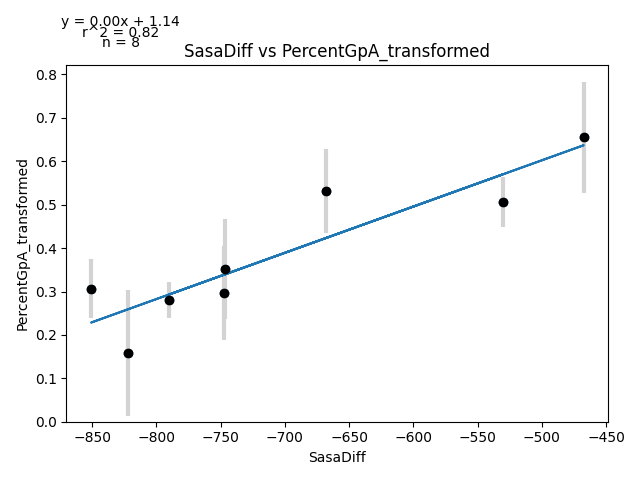 y = 0.00x + 1.14
r^2 = 0.82
n = 8
SasaDiff vs PercentGpA_transformed
0.8
0.7
0.6
0.5
0.4
0.3
0.2
0.1
0.0
PercentGpA_transformed
−850 −800 −750 −700 −650 −600 −550 −500 −450
SasaDiff